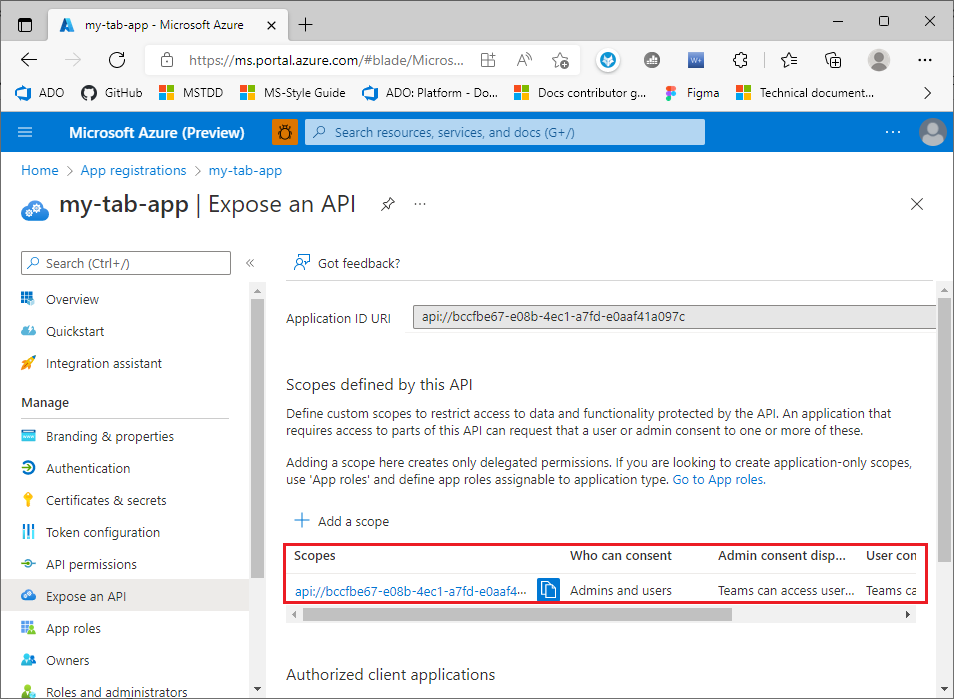 my-tab-app - Microsoft Azure
https://ms.portal.azure.com/#blade/Micros...
ADO GitHub MSTDD MS-Style Guide ADO: Platform - Do... Docs contributor g... Figma Technical document...
Microsoft Azure (Preview) Search resources, services, and docs (G+/)
Home > App registrations > my-tab-app
my-tab-app | Expose an API
Search (Ctrl+/)
Overview
Quickstart
Integration assistant
Manage
Branding & properties
Authentication
Certificates & secrets
Token configuration
API permissions
Expose an API
App roles
Owners
Roles and administrators
Got feedback?
Application ID URI api://bccfbe67-e08b-4ec1-a7fd-e0aaf41a097c
Scopes defined by this API
Define custom scopes to restrict access to data and functionality protected by the API. An application that
requires access to parts of this API can request that a user or admin consent to one or more of these.
Adding a scope here creates only delegated permissions. If you are looking to create application-only scopes,
use 'App roles' and define app roles assignable to application type. Go to App roles.
Add a scope
Scopes Who can consent Admin consent disp... User con
api://bccfbe67-e08b-4ec1-a7fd-e0aaf4... Admins and users Teams can access user... Teams ca
Authorized client applications